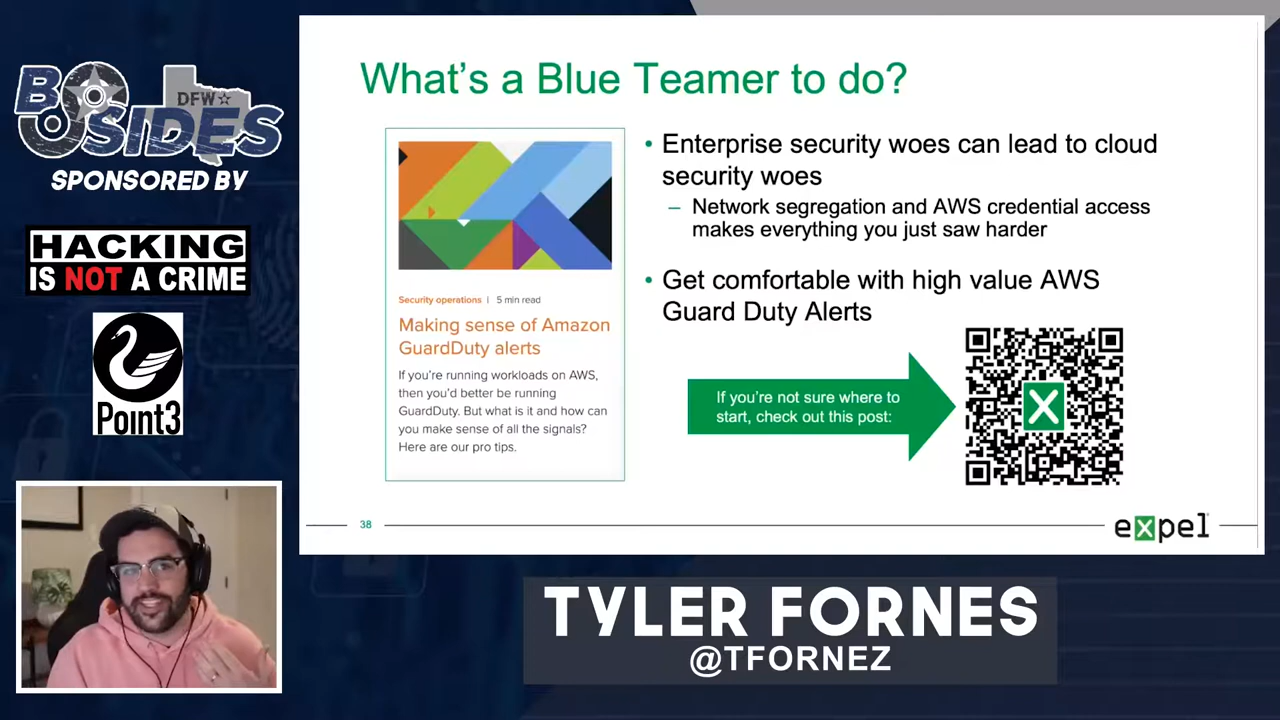 BSIDES
DFW
SPONSORED BY
HACKING
IS NOT A CRIME
Point3
What's a Blue Teamer to do?
Security operations | 5 min read
Making sense of Amazon
GuardDuty alerts
If you're running workloads on AWS,
then you'd better be running
GuardDuty. But what is it and how can
you make sense of all the signals?
Here are our pro tips.
• Enterprise security woes can lead to cloud
security woes
– Network segregation and AWS credential access
makes everything you just saw harder
• Get comfortable with high value AWS
Guard Duty Alerts
If you're not sure where to
start, check out this post:
X
38
expel
TYLER FORNES
@TFORNEZ